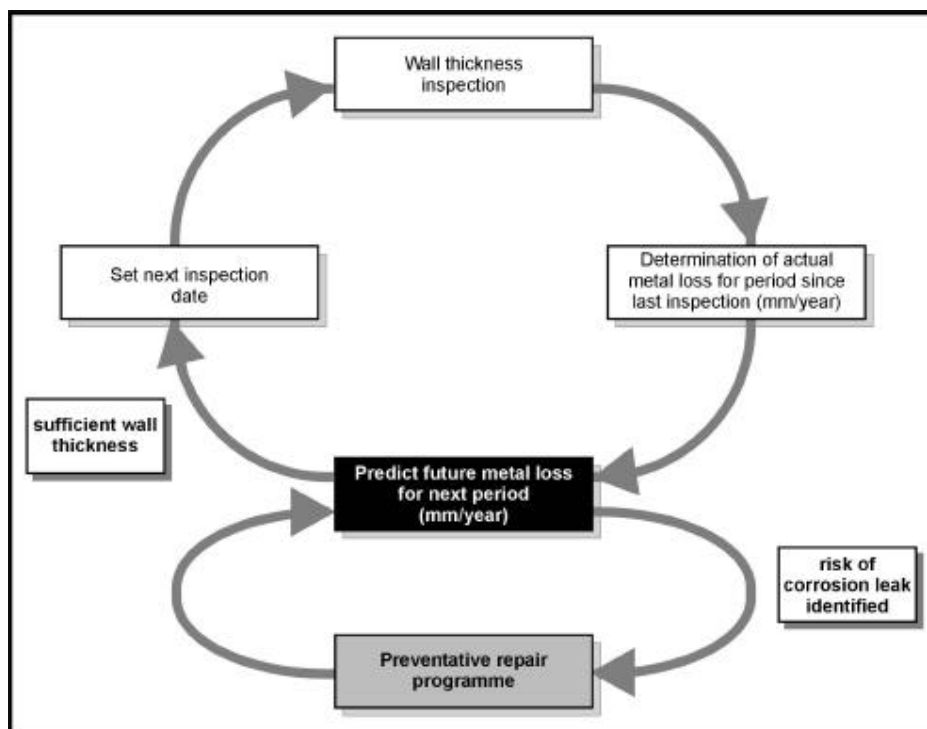 Wall thickness
inspection
Set next inspection
date
Determination of actual
metal loss for period since
last inspection (mm/year)
sufficient wall
thickness
Predict future metal loss
for next period
(mm/year)
risk of
corrosion leak
identified
Preventative repair
programme